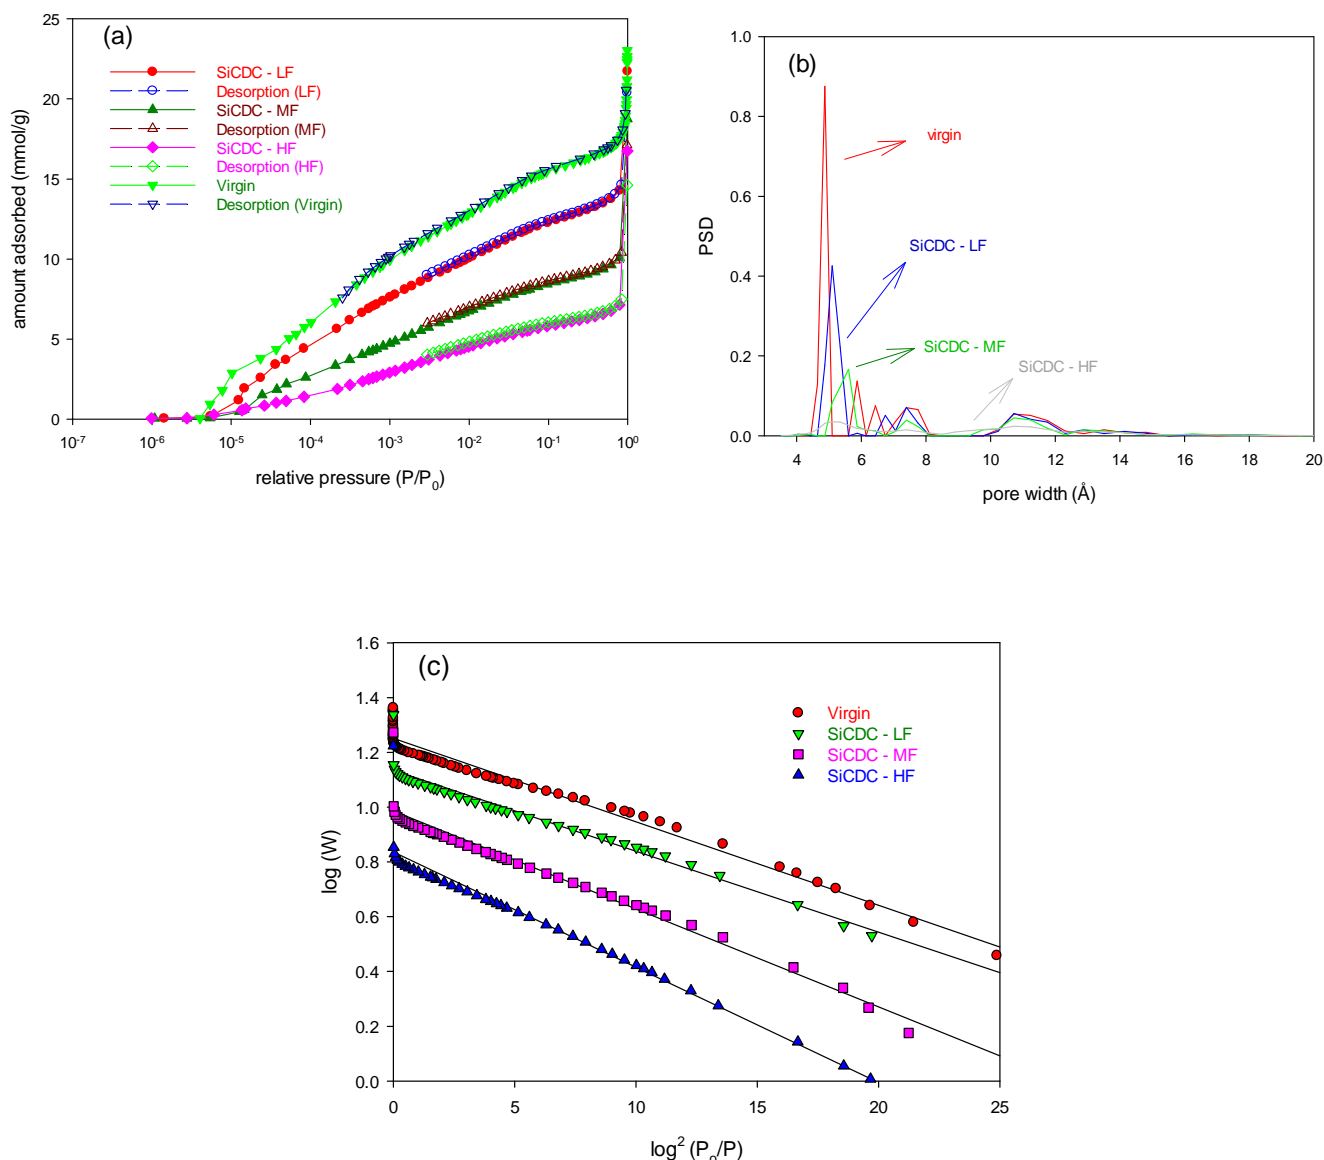 (a)
25
20
15
10
5
0
amount adsorbed (mmol/g)
SiCDC - LF
Desorption (LF)
SiCDC - MF
Desorption (MF)
SiCDC - HF
Desorption (HF)
Virgin
Desorption (Virgin)
10-7 10-6 10-5 10-4 10-3 10-2 10-1 100
relative pressure (P/P0)
(b)
1.0
0.8
0.6
0.4
0.2
0.0
PSD
virgin
SiCDC - LF
SiCDC - MF
SiCDC - HF
4 6 8 10 12 14 16 18 20
pore width (Å)
(c)
1.6
1.4
1.2
1.0
0.8
0.6
0.4
0.2
0.0
log (W)
Virgin
SiCDC - LF
SiCDC - MF
SiCDC - HF
0 5 10 15 20 25
log2 (Po/P)